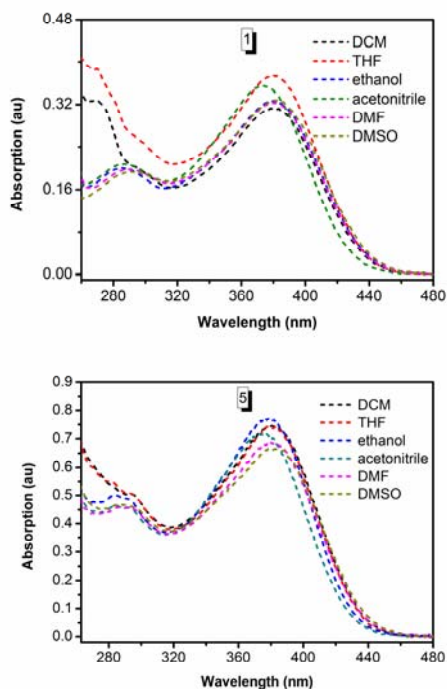 1
0.48
0.32
0.16
0.00
Absorption (au)
DCM
THF
ethanol
acetonitrile
DMF
DMSO
280 320 360 400 440 480
Wavelength (nm)
5
0.9
0.8
0.7
0.6
0.5
0.4
0.3
0.2
0.1
0.0
Absorption (au)
DCM
THF
ethanol
acetonitrile
DMF
DMSO
280 320 360 400 440 480
Wavelength (nm)